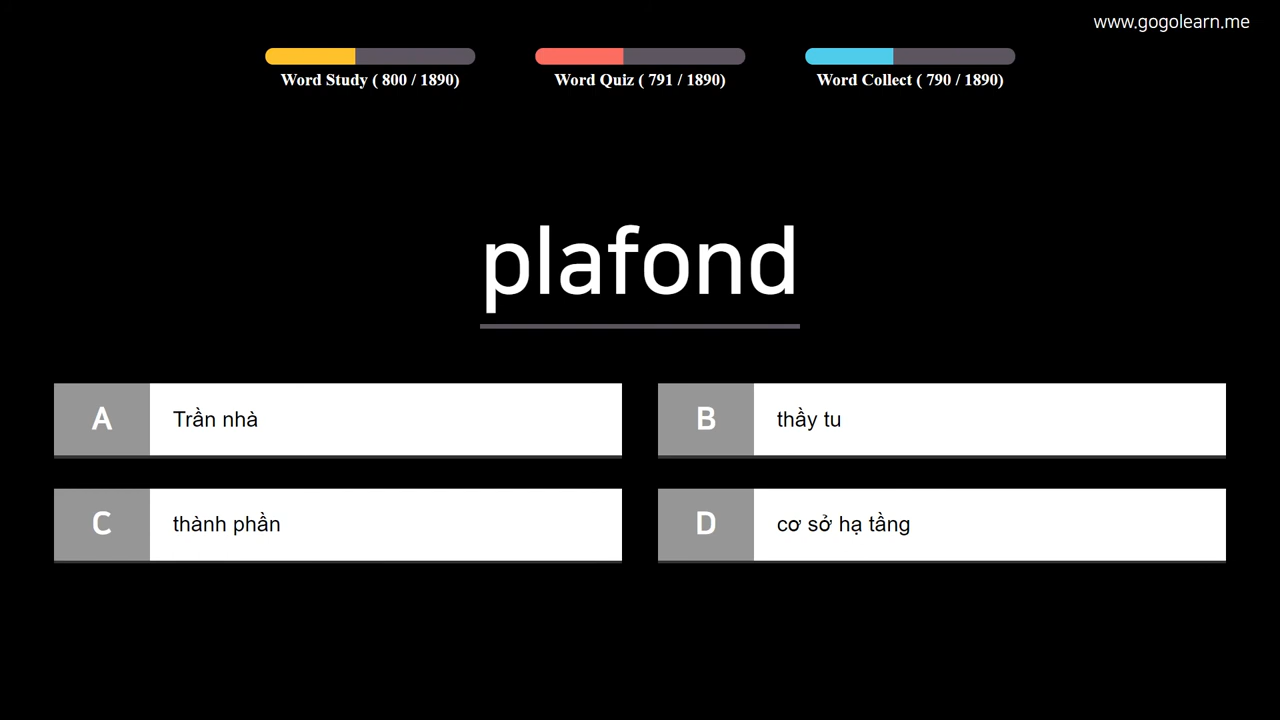 www.gogolearn.me
Word Study ( 800 / 1890)
Word Quiz ( 791 / 1890)
Word Collect ( 790 / 1890)
plafond
A Trần nhà
B thầy tu
C thành phần
D cơ sở hạ tầng